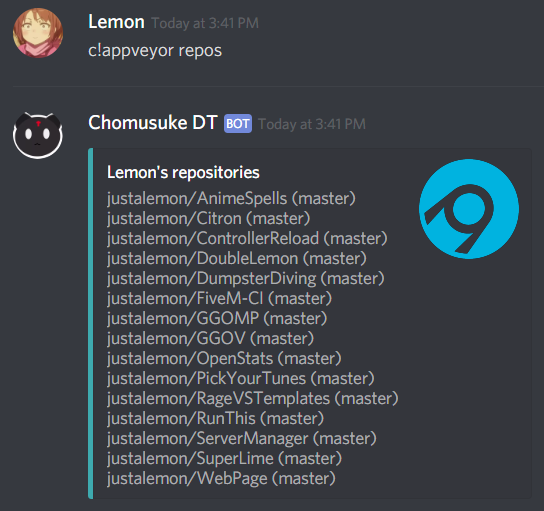 Lemon Today at 3:41 PM
c!appveyor repos
Chomusuke DT BOT Today at 3:41 PM
Lemon's repositories
justalemon/AnimeSpells (master)
justalemon/Citron (master)
justalemon/ControllerReload (master)
justalemon/DoubleLemon (master)
justalemon/DumpsterDiving (master)
justalemon/FiveM-CI (master)
justalemon/GGOMP (master)
justalemon/GGOV (master)
justalemon/OpenStats (master)
justalemon/PickYourTunes (master)
justalemon/RageVSTemplates (master)
justalemon/RunThis (master)
justalemon/ServerManager (master)
justalemon/SuperLime (master)
justalemon/WebPage (master)